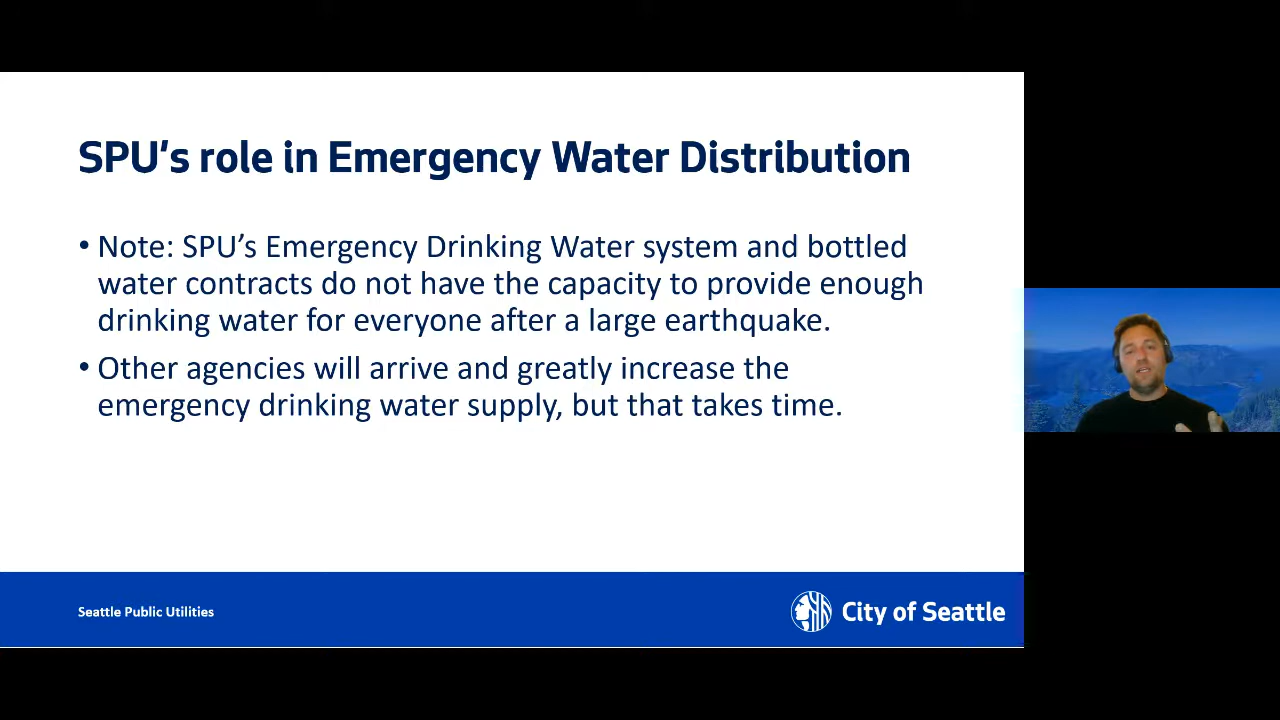 SPU's role in Emergency Water Distribution
• Note: SPU's Emergency Drinking Water system and bottled
water contracts do not have the capacity to provide enough
drinking water for everyone after a large earthquake.
• Other agencies will arrive and greatly increase the
emergency drinking water supply, but that takes time.
Seattle Public Utilities
City of Seattle